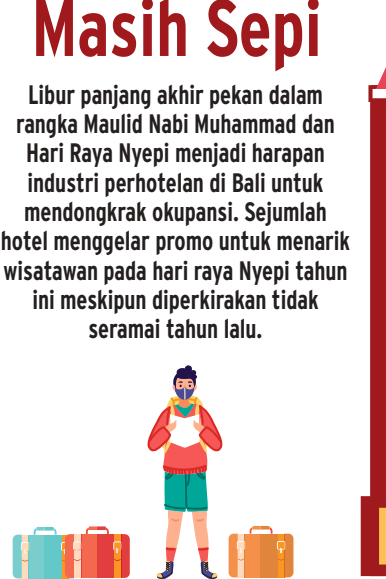 Masih Sepi
Libur panjang akhir pekan dalam
rangka Maulid Nabi Muhammad dan
Hari Raya Nyepi menjadi harapan
industri perhotelan di Bali untuk
mendongkrak okupansi. Sejumlah
hotel menggelar promo untuk menarik
wisatawan pada hari raya Nyepi tahun
ini meskipun diperkirakan tidak
seramai tahun lalu.